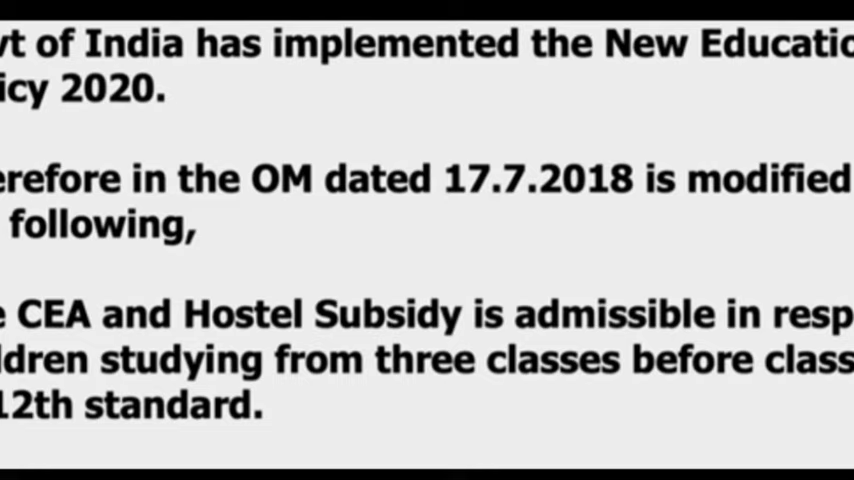 vt of India has implemented the New Educatio
icy 2020.
erefore in the OM dated 17.7.2018 is modified
following,
e CEA and Hostel Subsidy is admissible in resp
ldren studying from three classes before class
12th standard.